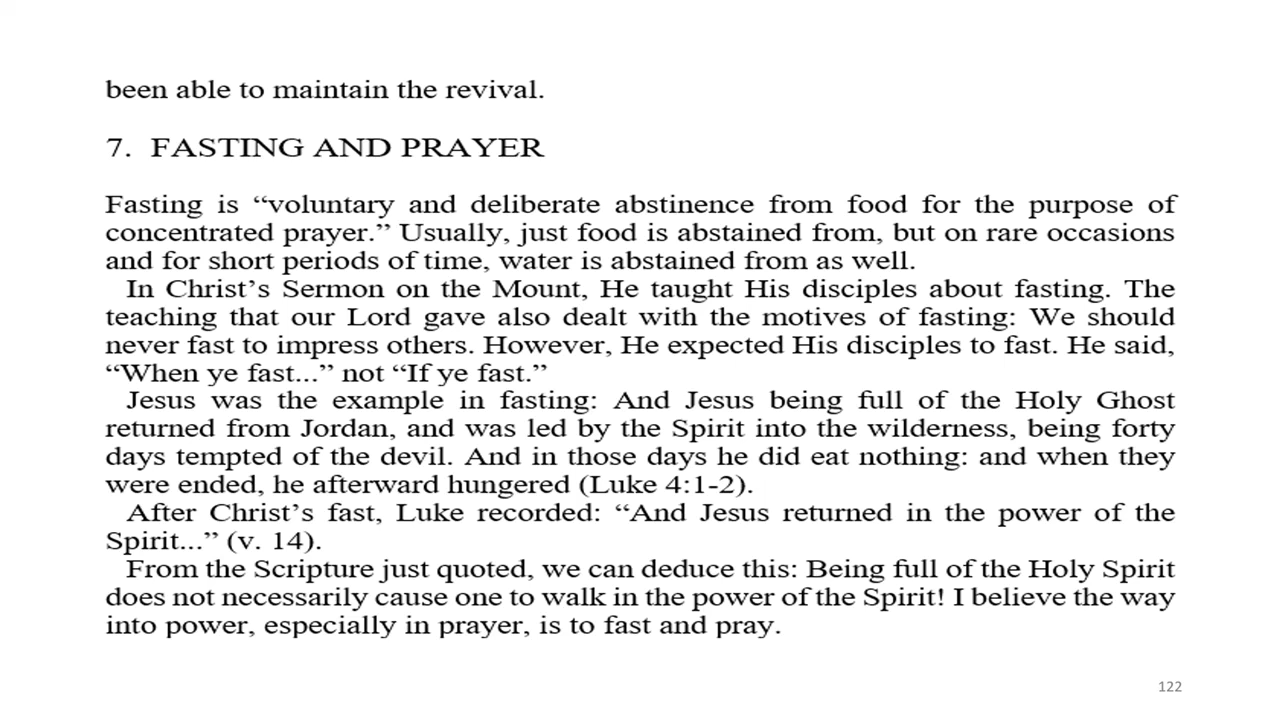 been able to maintain the revival.
7. FASTING AND PRAYER
Fasting is “voluntary and deliberate abstinence from food for the purpose of
concentrated prayer.” Usually, just food is abstained from, but on rare occasions
and for short periods of time, water is abstained from as well.
In Christ’s Sermon on the Mount, He taught His disciples about fasting. The
teaching that our Lord gave also dealt with the motives of fasting: We should
never fast to impress others. However, He expected His disciples to fast. He said,
“When ye fast...” not “If ye fast.”
Jesus was the example in fasting: And Jesus being full of the Holy Ghost
returned from Jordan, and was led by the Spirit into the wilderness, being forty
days tempted of the devil. And in those days he did eat nothing: and when they
were ended, he afterward hungered (Luke 4:1-2).
After Christ’s fast, Luke recorded: “And Jesus returned in the power of the
Spirit...” (v. 14).
From the Scripture just quoted, we can deduce this: Being full of the Holy Spirit
does not necessarily cause one to walk in the power of the Spirit! I believe the way
into power, especially in prayer, is to fast and pray.
122